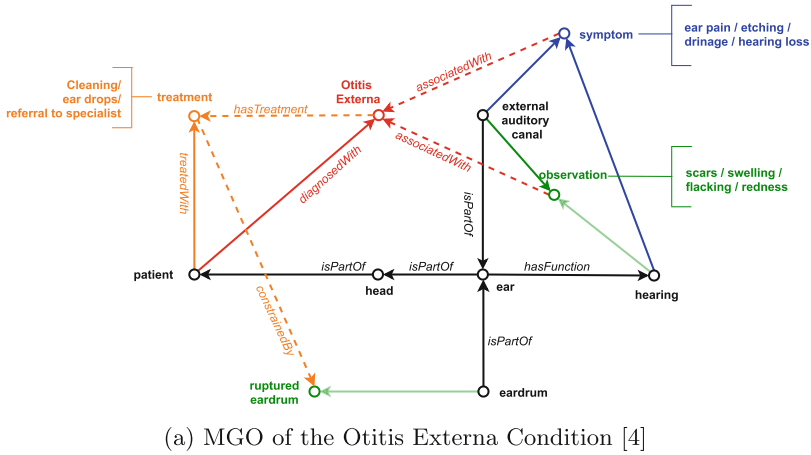 symptom
ear pain / etching /
drinage / hearing loss
associatedWith
Cleaning/
ear drops/
referral to specialist
treatment
hasTreatment
Otitis
Externa
external
auditory
canal
associatedWith
observation
scars / swelling /
flacking / redness
treatedWith
diagnosedWith
isPartOf
patient
isPartOf
head
isPartOf
ear
hasFunction
hearing
constrainedBy
isPartOf
ruptured
eardrum
eardrum
(a) MGO of the Otitis Externa Condition [4]